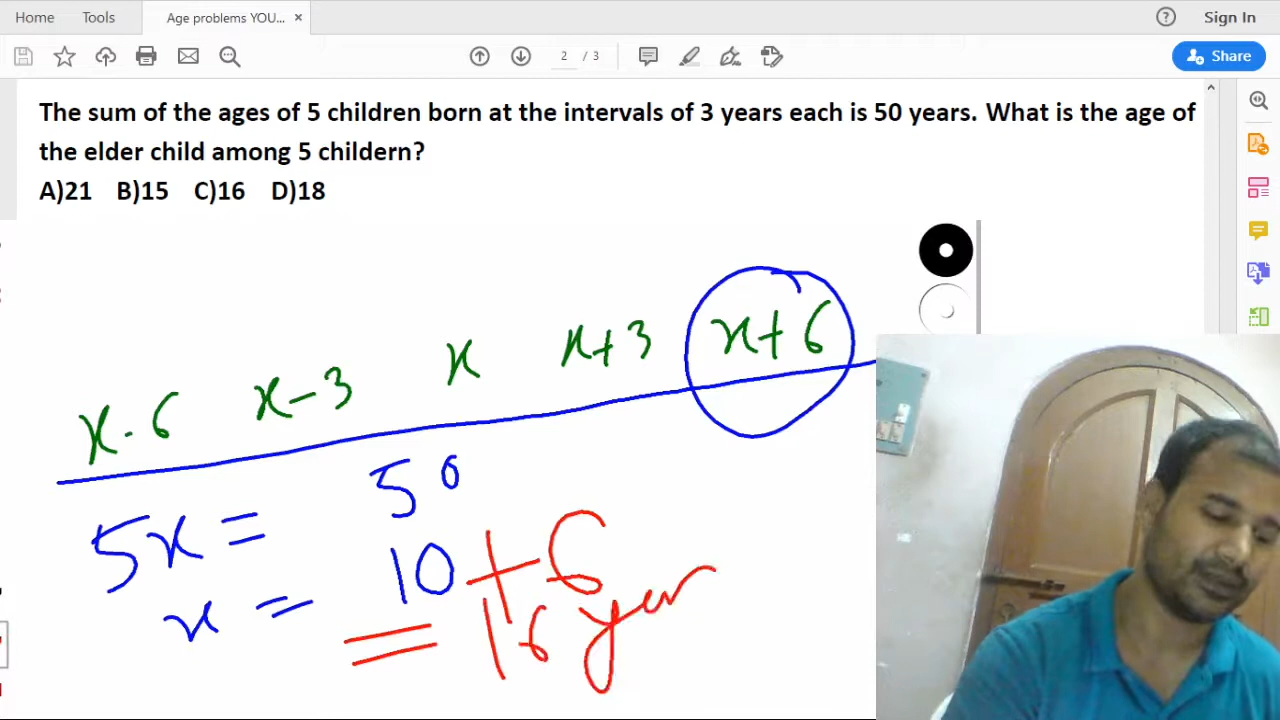 Home Tools Age problems YOU... ×
Sign In
2 / 3
Share
The sum of the ages of 5 children born at the intervals of 3 years each is 50 years. What is the age of
the elder child among 5 childern?
A)21 B)15 C)16 D)18
x-6 x-3 x x+3 x+6
5x = 50
x = 10 + 6
= 16 year